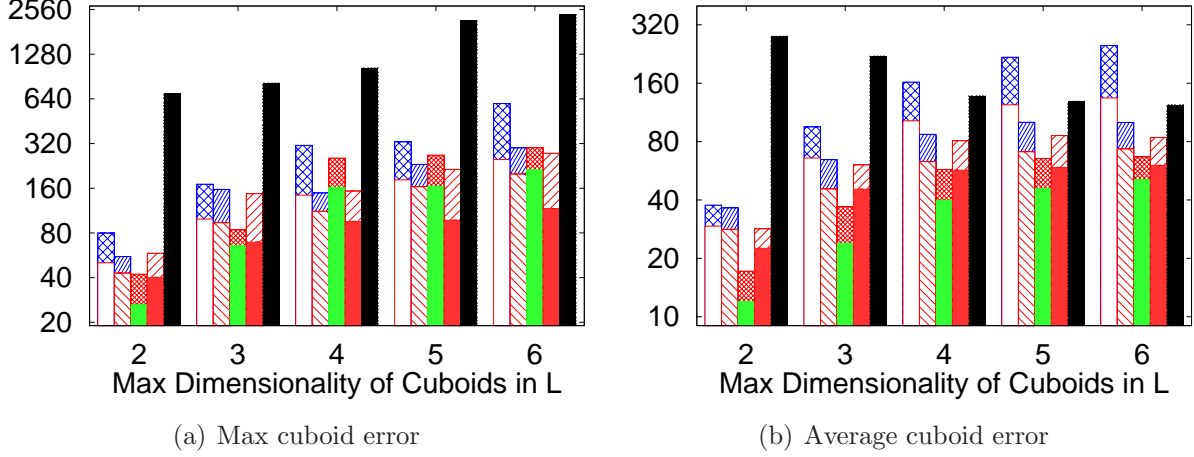 2560
1280
640
320
160
80
40
20
2 3 4 5 6
Max Dimensionality of Cuboids in L
(a) Max cuboid error
320
160
80
40
20
10
2 3 4 5 6
Max Dimensionality of Cuboids in L
(b) Average cuboid error